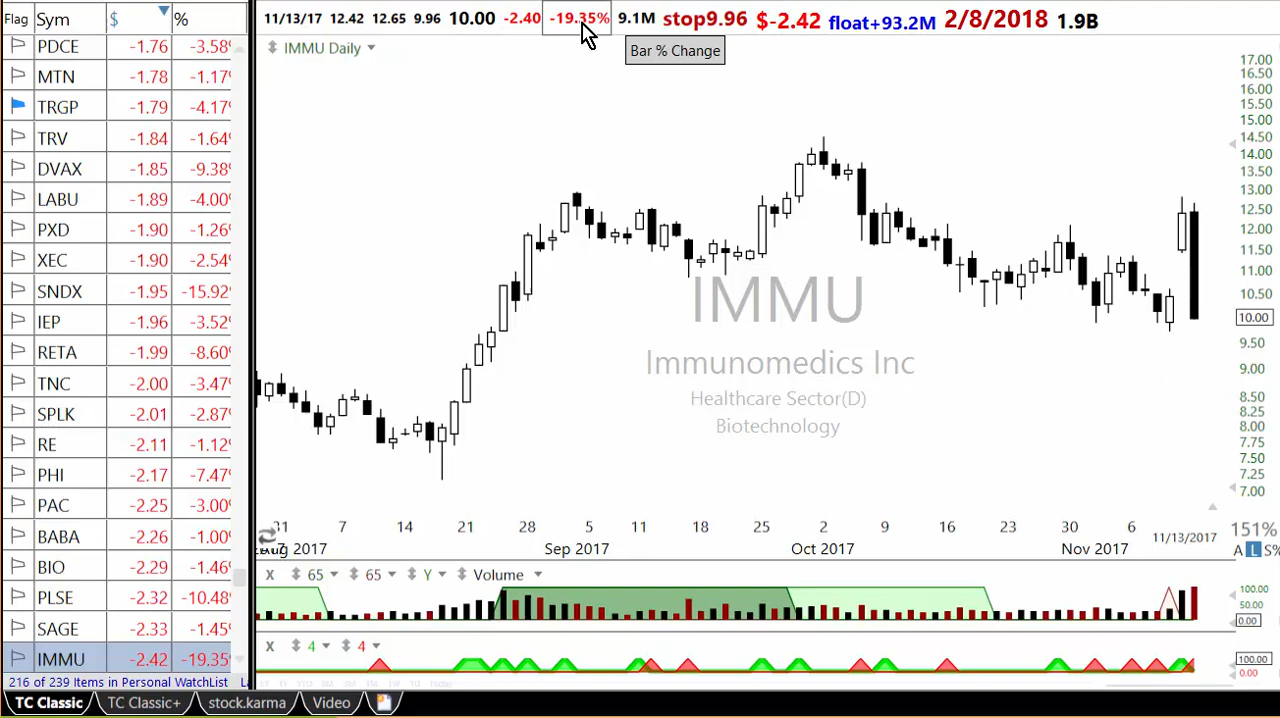 Flag Sym $ %
PDCE -1.76 -3.58%
MTN -1.78 -1.17%
TRGP -1.79 -4.17%
TRV -1.84 -1.64%
DVAX -1.85 -9.38%
LABU -1.89 -4.00%
PXD -1.90 -1.26%
XEC -1.90 -2.54%
SNDX -1.95 -15.92%
IEP -1.96 -3.52%
RETA -1.99 -8.60%
TNC -2.00 -3.47%
SPLK -2.01 -2.87%
RE -2.11 -1.12%
PHI -2.17 -7.47%
PAC -2.25 -3.00%
BABA -2.26 -1.00%
BIO -2.29 -1.46%
PLSE -2.32 -10.48%
SAGE -2.33 -1.45%
IMMU -2.42 -19.35%
216 of 239 Items in Personal WatchList
TC Classic TC Classic+ stock.karma Video
11/13/17 12.42 12.65 9.96 10.00 -2.40 -19.35% 9.1M stop9.96 $-2.42 float+93.2M 2/8/2018 1.9B
Bar % Change
IMMU Daily
IMMU
Immunomedics Inc
Healthcare Sector(D)
Biotechnology
17.00
16.50
16.00
15.50
15.00
14.50
14.00
13.50
13.00
12.50
12.00
11.50
11.00
10.50
10.00
9.50
9.00
8.50
8.25
8.00
7.75
7.50
7.25
7.00
31 7 14 21 28 5 11 18 25 2 9 16 23 30 6 11/13/2017
Aug 2017 Sep 2017 Oct 2017 Nov 2017
151%
A L S%
X 65 65 Y Volume
100.00
50.00
0.00
X 4 4
100.00
0.00